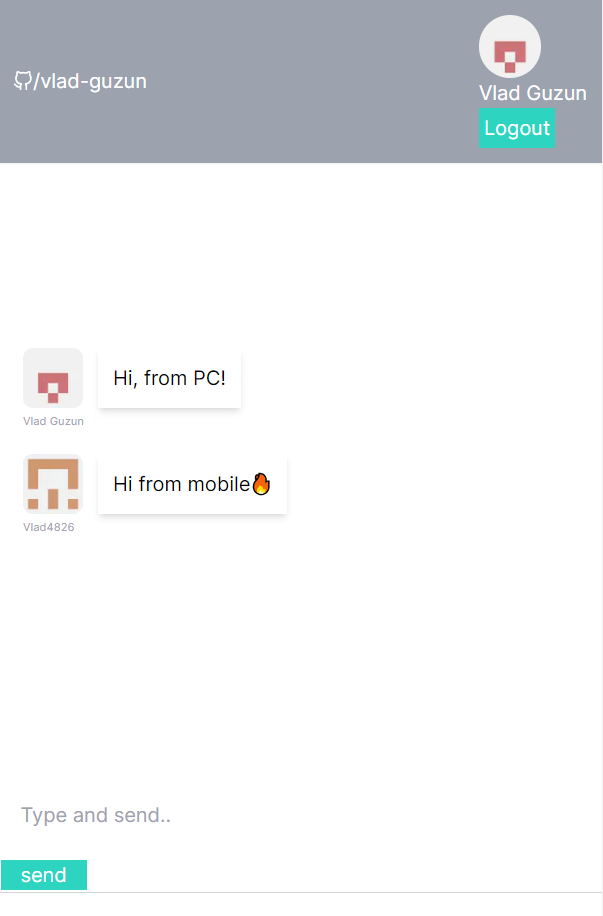 /vlad-guzun
Vlad Guzun
Logout
Hi, from PC!
Vlad Guzun
Hi from mobile🔥
Vlad4826
Type and send..
send